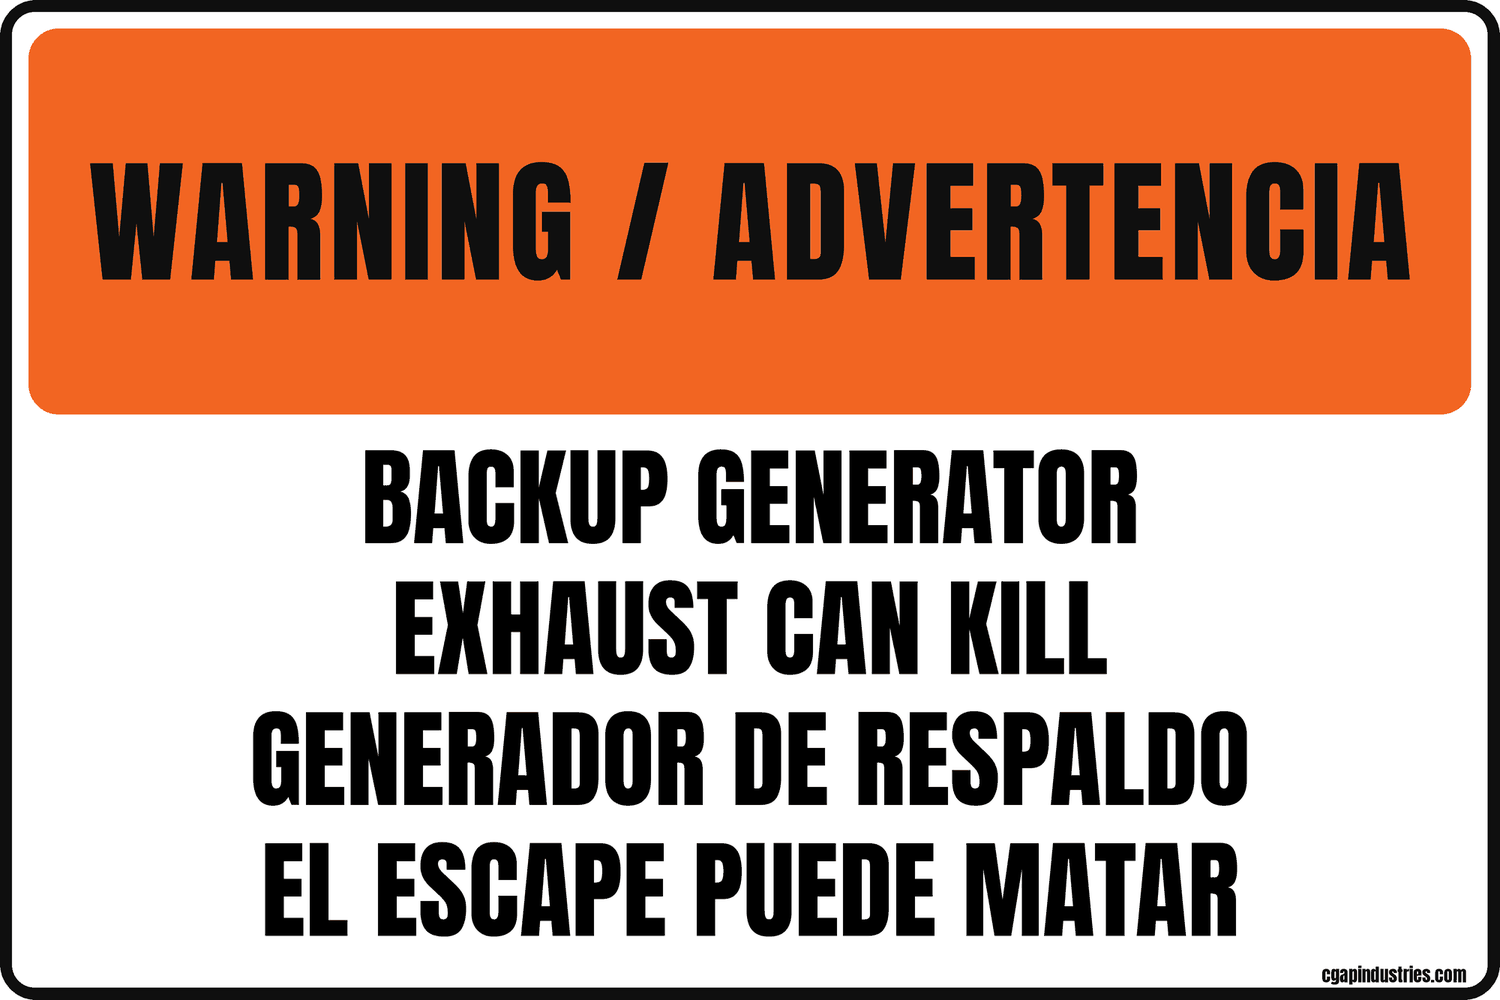 WARNING / ADVERTENCIA
BACKUP GENERATOR
EXHAUST CAN KILL
GENERADOR DE RESPALDO
EL ESCAPE PUEDE MATAR
cgapindustries.com